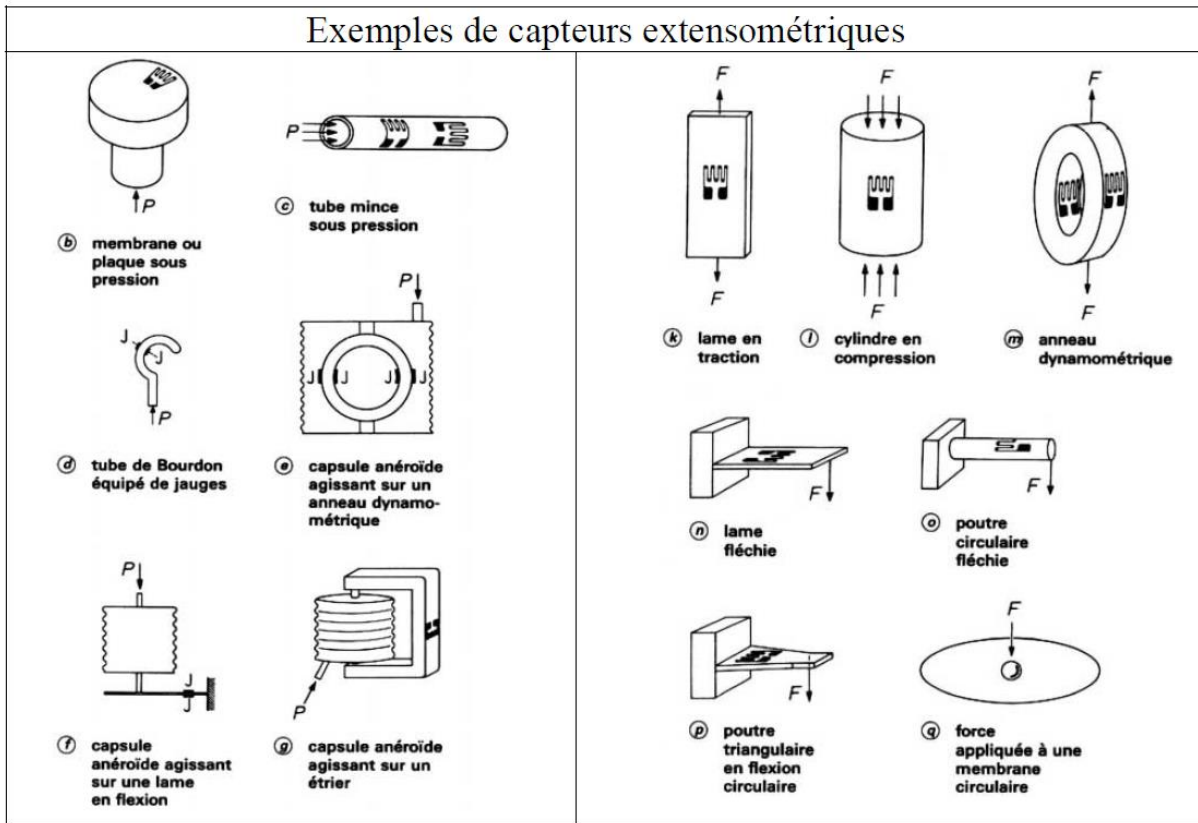 Exemples de capteurs extensométriques
P
ⓑ membrane ou
plaque sous
pression
P
ⓒ tube mince
sous pression
J
J
P
ⓓ tube de Bourdon
équipé de jauges
P
J J J J
ⓔ capsule anéroïde
agissant sur un
anneau dynamo-
métrique
P
J
J
ⓕ capsule
anéroïde agissant
sur une lame
en flexion
P
ⓖ capsule anéroïde
agissant sur un
étrier
F
F
ⓚ lame en
traction
F
F
ⓛ cylindre en
compression
F
F
ⓜ anneau
dynamométrique
F
ⓝ lame
fléchie
F
ⓞ poutre
circulaire
fléchie
F
ⓟ poutre
triangulaire
en flexion
circulaire
F
ⓠ force
appliquée à une
membrane
circulaire